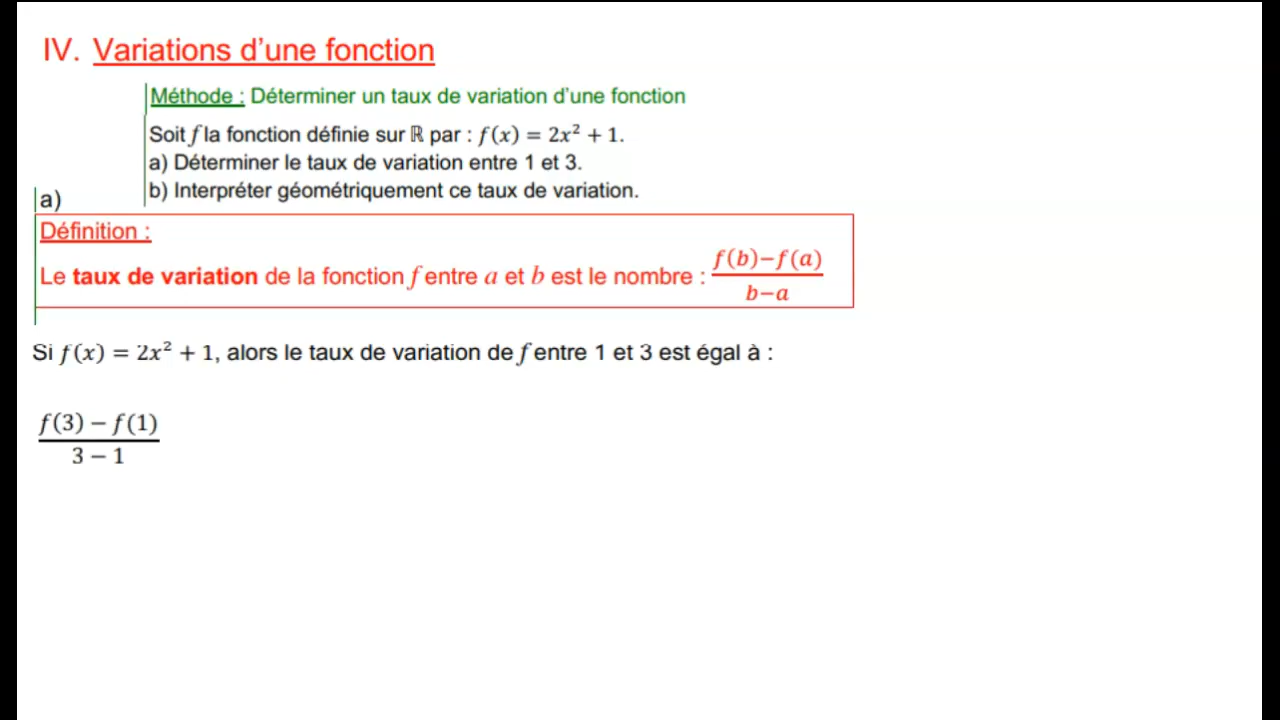 IV. Variations d'une fonction
Méthode : Déterminer un taux de variation d'une fonction
Soit f la fonction définie sur ℝ par : f(x) = 2x² + 1.
a) Déterminer le taux de variation entre 1 et 3.
b) Interpréter géométriquement ce taux de variation.
a)
Définition :
Le taux de variation de la fonction f entre a et b est le nombre : f(b)−f(a) / b−a
Si f(x) = 2x² + 1, alors le taux de variation de f entre 1 et 3 est égal à :
f(3) − f(1)
3 − 1